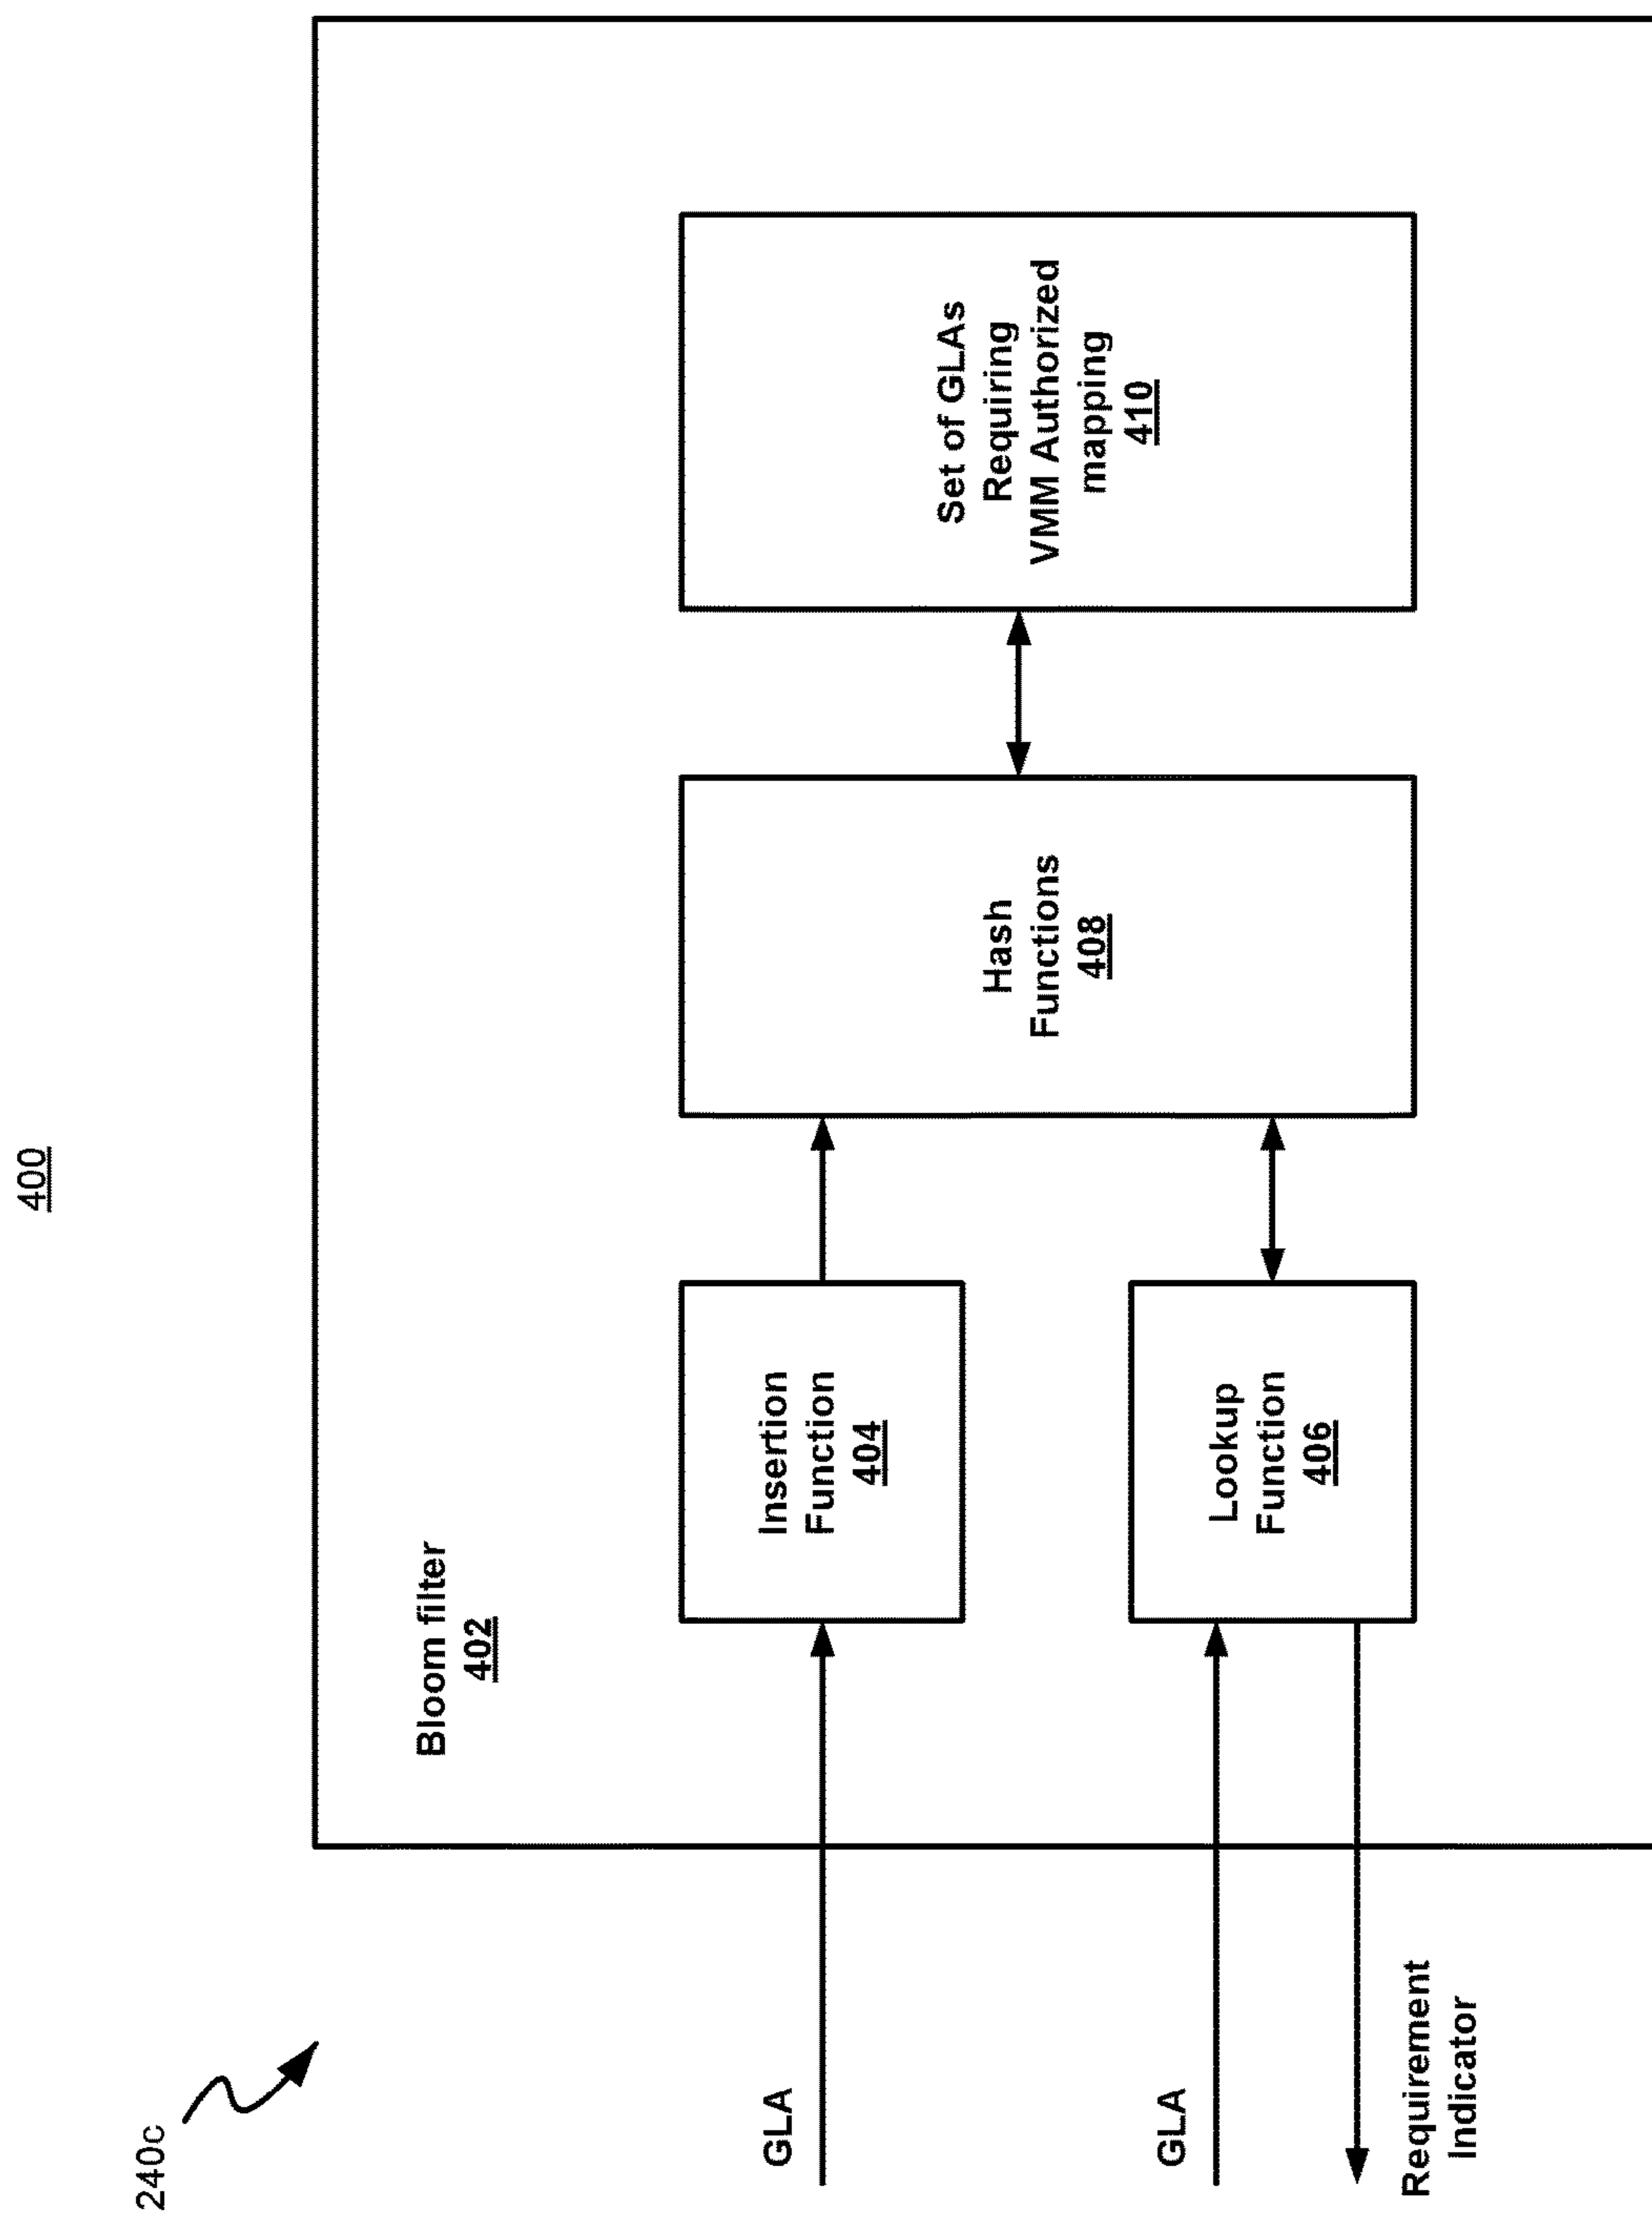 400
240c
Bloom filter
402
GLA
Insertion
Function
404
Hash
Functions
408
Set of GLAs
Requiring
VMM Authorized
mapping
410
GLA
Lookup
Function
406
Requirement
Indicator